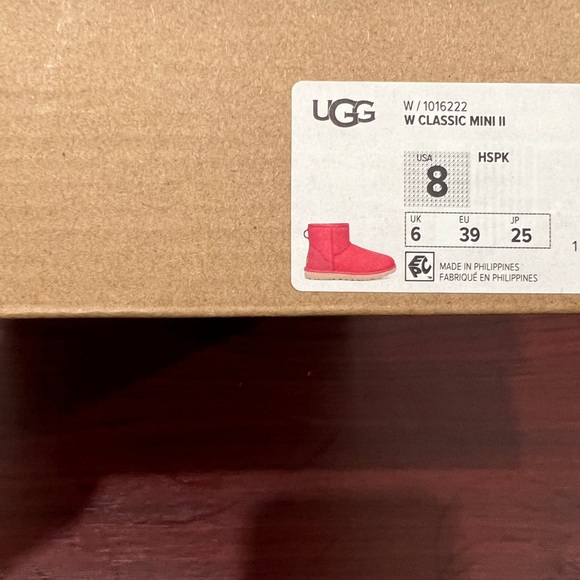 UGG
W / 1016222
W CLASSIC MINI II
USA
8
HSPK
UK EU JP
6 39 25
MADE IN PHILIPPINES
FABRIQUÉ EN PHILIPPINES
1